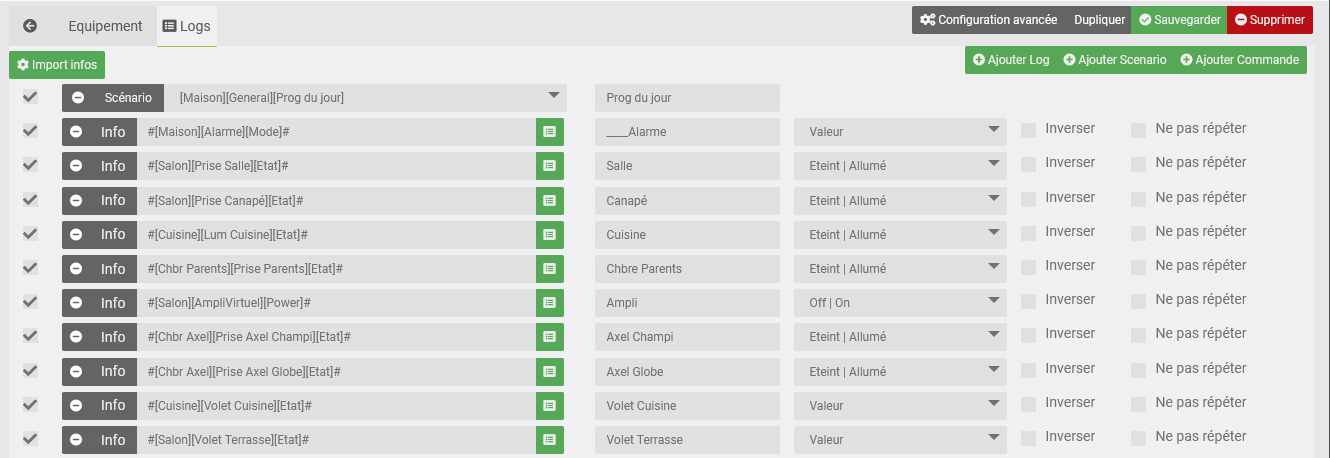 Equipement Logs Configuration avancée Dupliquer Sauvegarder Supprimer
Import infos Ajouter Log Ajouter Scenario Ajouter Commande
Scénario [Maison][General][Prog du jour] Prog du jour
Info #[Maison][Alarme][Mode]# ____Alarme Valeur Inverser Ne pas répéter
Info #[Salon][Prise Salle][Etat]# Salle Eteint | Allumé Inverser Ne pas répéter
Info #[Salon][Prise Canapé][Etat]# Canapé Eteint | Allumé Inverser Ne pas répéter
Info #[Cuisine][Lum Cuisine][Etat]# Cuisine Eteint | Allumé Inverser Ne pas répéter
Info #[Chbr Parents][Prise Parents][Etat]# Chbre Parents Eteint | Allumé Inverser Ne pas répéter
Info #[Salon][AmpliVirtuel][Power]# Ampli Off | On Inverser Ne pas répéter
Info #[Chbr Axel][Prise Axel Champi][Etat]# Axel Champi Eteint | Allumé Inverser Ne pas répéter
Info #[Chbr Axel][Prise Axel Globe][Etat]# Axel Globe Eteint | Allumé Inverser Ne pas répéter
Info #[Cuisine][Volet Cuisine][Etat]# Volet Cuisine Valeur Inverser Ne pas répéter
Info #[Salon][Volet Terrasse][Etat]# Volet Terrasse Valeur Inverser Ne pas répéter